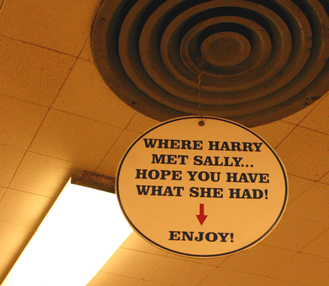 WHERE HARRY
MET SALLY...
HOPE YOU HAVE
WHAT SHE HAD!
ENJOY!